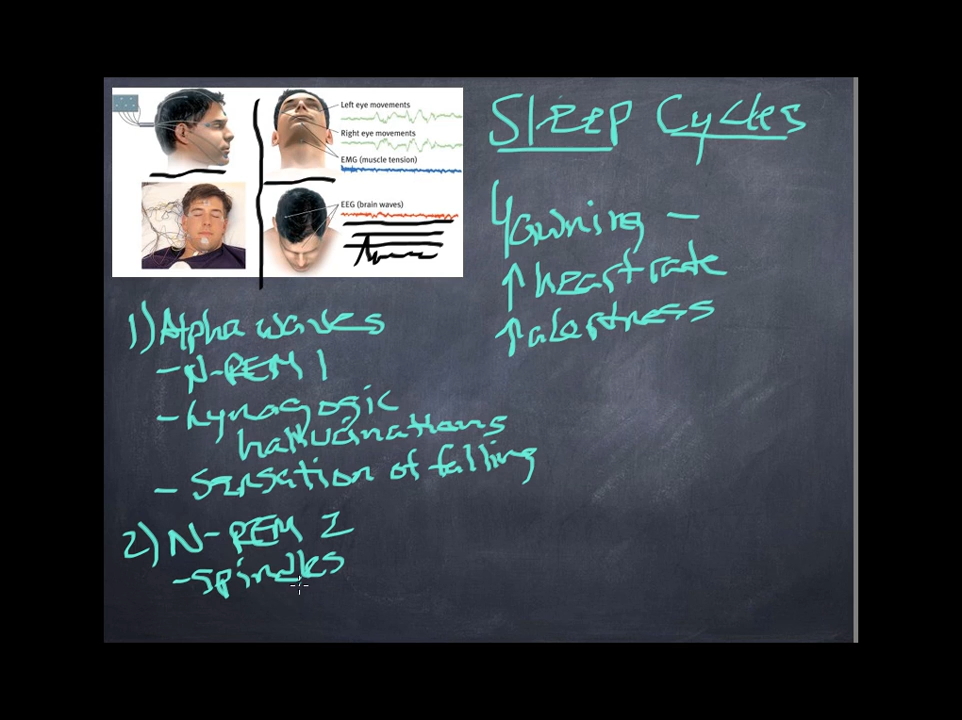 Left eye movements
Right eye movements
EMG (muscle tension)
EEG (brain waves)
Sleep Cycles
Yawning –
↑ heart rate
↑ alertness
1) Alpha waves
- N-REM 1
- hynagogic
hallucinations
- Sensation of falling
2) N-REM 2
- Spindles